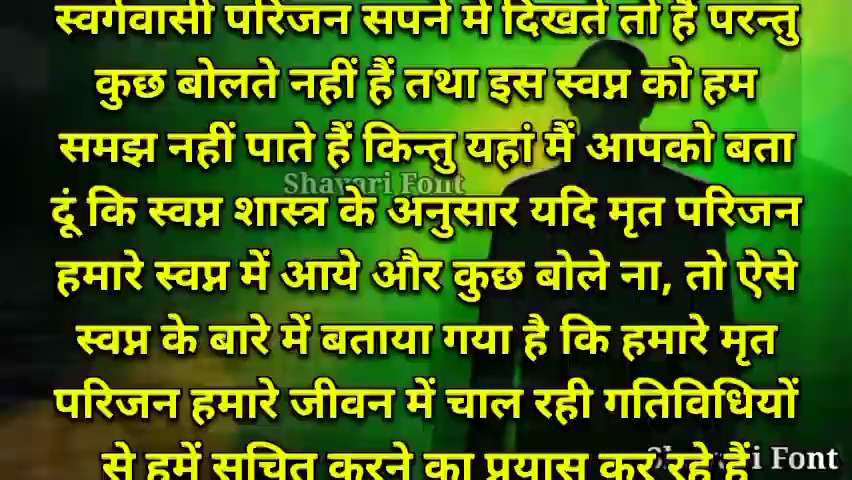 स्वर्गवासी परिजन सपने में दिखते तो हैं परन्तु
कुछ बोलते नहीं हैं तथा इस स्वप्न को हम
समझ नहीं पाते हैं किन्तु यहां मैं आपको बता
Shayari Font
दूं कि स्वप्न शास्त्र के अनुसार यदि मृत परिजन
हमारे स्वप्न में आये और कुछ बोले ना, तो ऐसे
स्वप्न के बारे में बताया गया है कि हमारे मृत
परिजन हमारे जीवन में चाल रही गतिविधियों
से हमें सूचित करने का प्रयास कर रहे हैं
Shayari Font